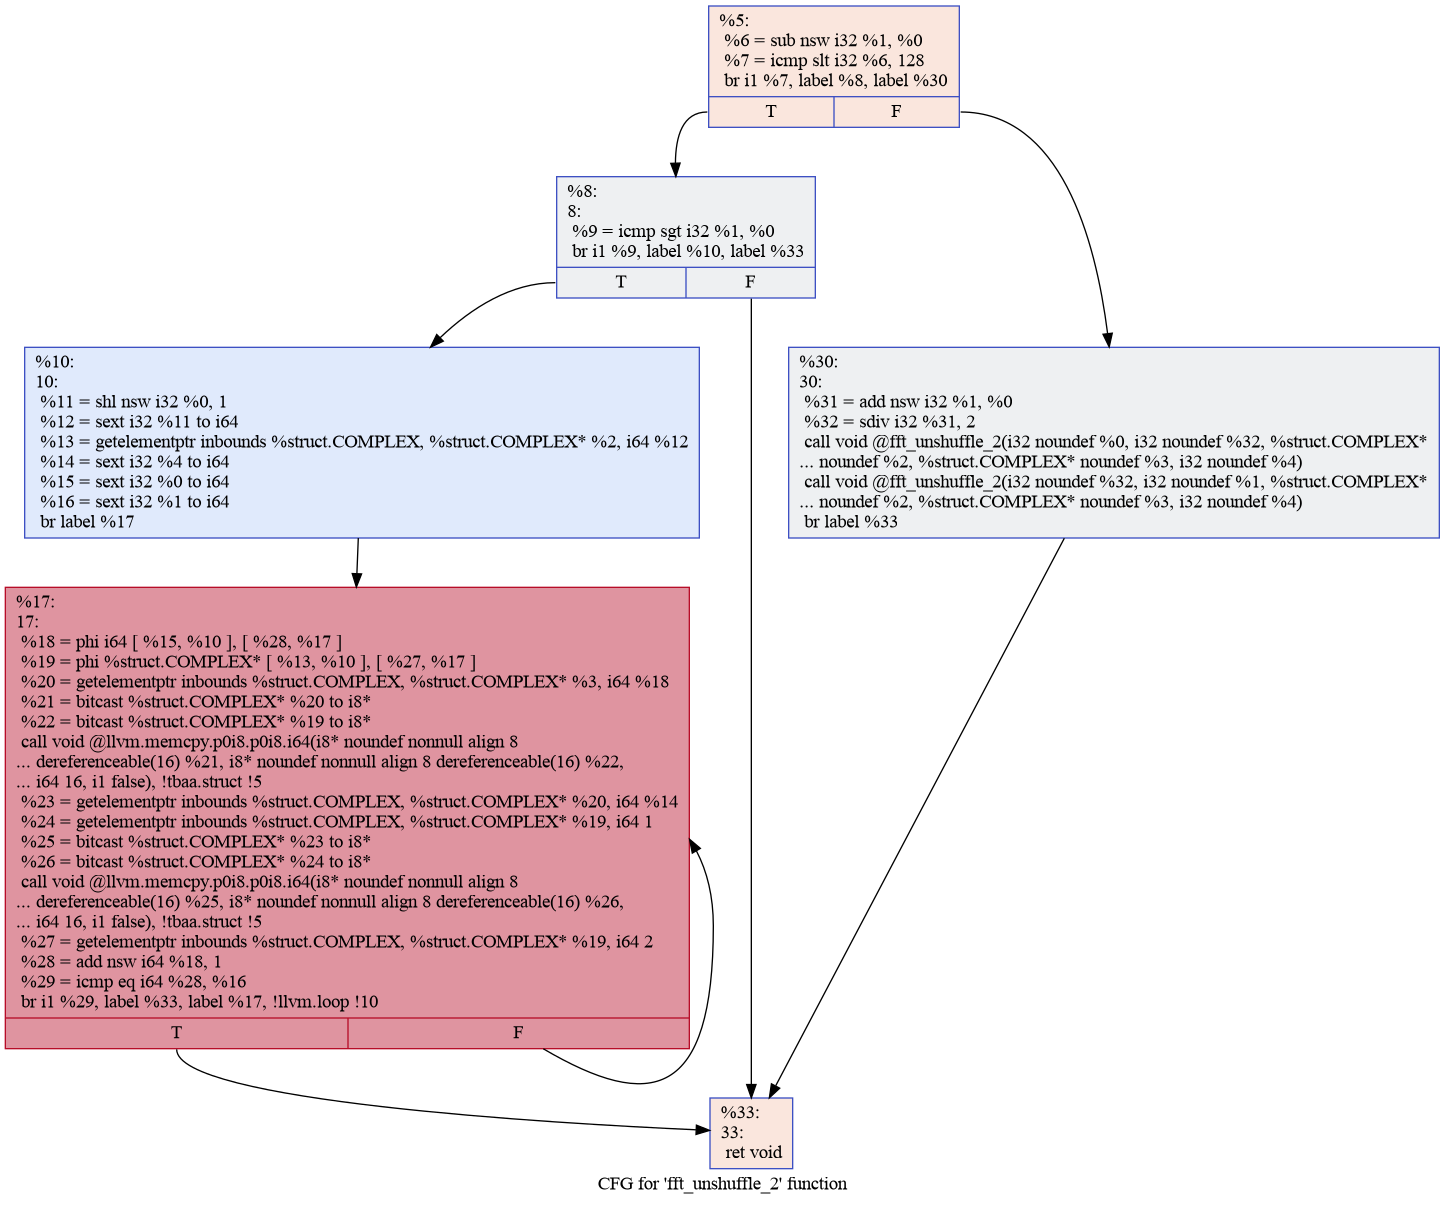 %5:
%6 = sub nsw i32 %1, %0
%7 = icmp slt i32 %6, 128
br i1 %7, label %8, label %30
T
F
%8:
8:
%9 = icmp sgt i32 %1, %0
br i1 %9, label %10, label %33
T
F
%10:
10:
%11 = shl nsw i32 %0, 1
%12 = sext i32 %11 to i64
%13 = getelementptr inbounds %struct.COMPLEX, %struct.COMPLEX* %2, i64 %12
%14 = sext i32 %4 to i64
%15 = sext i32 %0 to i64
%16 = sext i32 %1 to i64
br label %17
%30:
30:
%31 = add nsw i32 %1, %0
%32 = sdiv i32 %31, 2
call void @fft_unshuffle_2(i32 noundef %0, i32 noundef %32, %struct.COMPLEX*
... noundef %2, %struct.COMPLEX* noundef %3, i32 noundef %4)
call void @fft_unshuffle_2(i32 noundef %32, i32 noundef %1, %struct.COMPLEX*
... noundef %2, %struct.COMPLEX* noundef %3, i32 noundef %4)
br label %33
%17:
17:
%18 = phi i64 [ %15, %10 ], [ %28, %17 ]
%19 = phi %struct.COMPLEX* [ %13, %10 ], [ %27, %17 ]
%20 = getelementptr inbounds %struct.COMPLEX, %struct.COMPLEX* %3, i64 %18
%21 = bitcast %struct.COMPLEX* %20 to i8*
%22 = bitcast %struct.COMPLEX* %19 to i8*
call void @llvm.memcpy.p0i8.p0i8.i64(i8* noundef nonnull align 8
... dereferenceable(16) %21, i8* noundef nonnull align 8 dereferenceable(16) %22,
... i64 16, i1 false), !tbaa.struct !5
%23 = getelementptr inbounds %struct.COMPLEX, %struct.COMPLEX* %20, i64 %14
%24 = getelementptr inbounds %struct.COMPLEX, %struct.COMPLEX* %19, i64 1
%25 = bitcast %struct.COMPLEX* %23 to i8*
%26 = bitcast %struct.COMPLEX* %24 to i8*
call void @llvm.memcpy.p0i8.p0i8.i64(i8* noundef nonnull align 8
... dereferenceable(16) %25, i8* noundef nonnull align 8 dereferenceable(16) %26,
... i64 16, i1 false), !tbaa.struct !5
%27 = getelementptr inbounds %struct.COMPLEX, %struct.COMPLEX* %19, i64 2
%28 = add nsw i64 %18, 1
%29 = icmp eq i64 %28, %16
br i1 %29, label %33, label %17, !llvm.loop !10
T
F
%33:
33:
ret void
CFG for 'fft_unshuffle_2' function